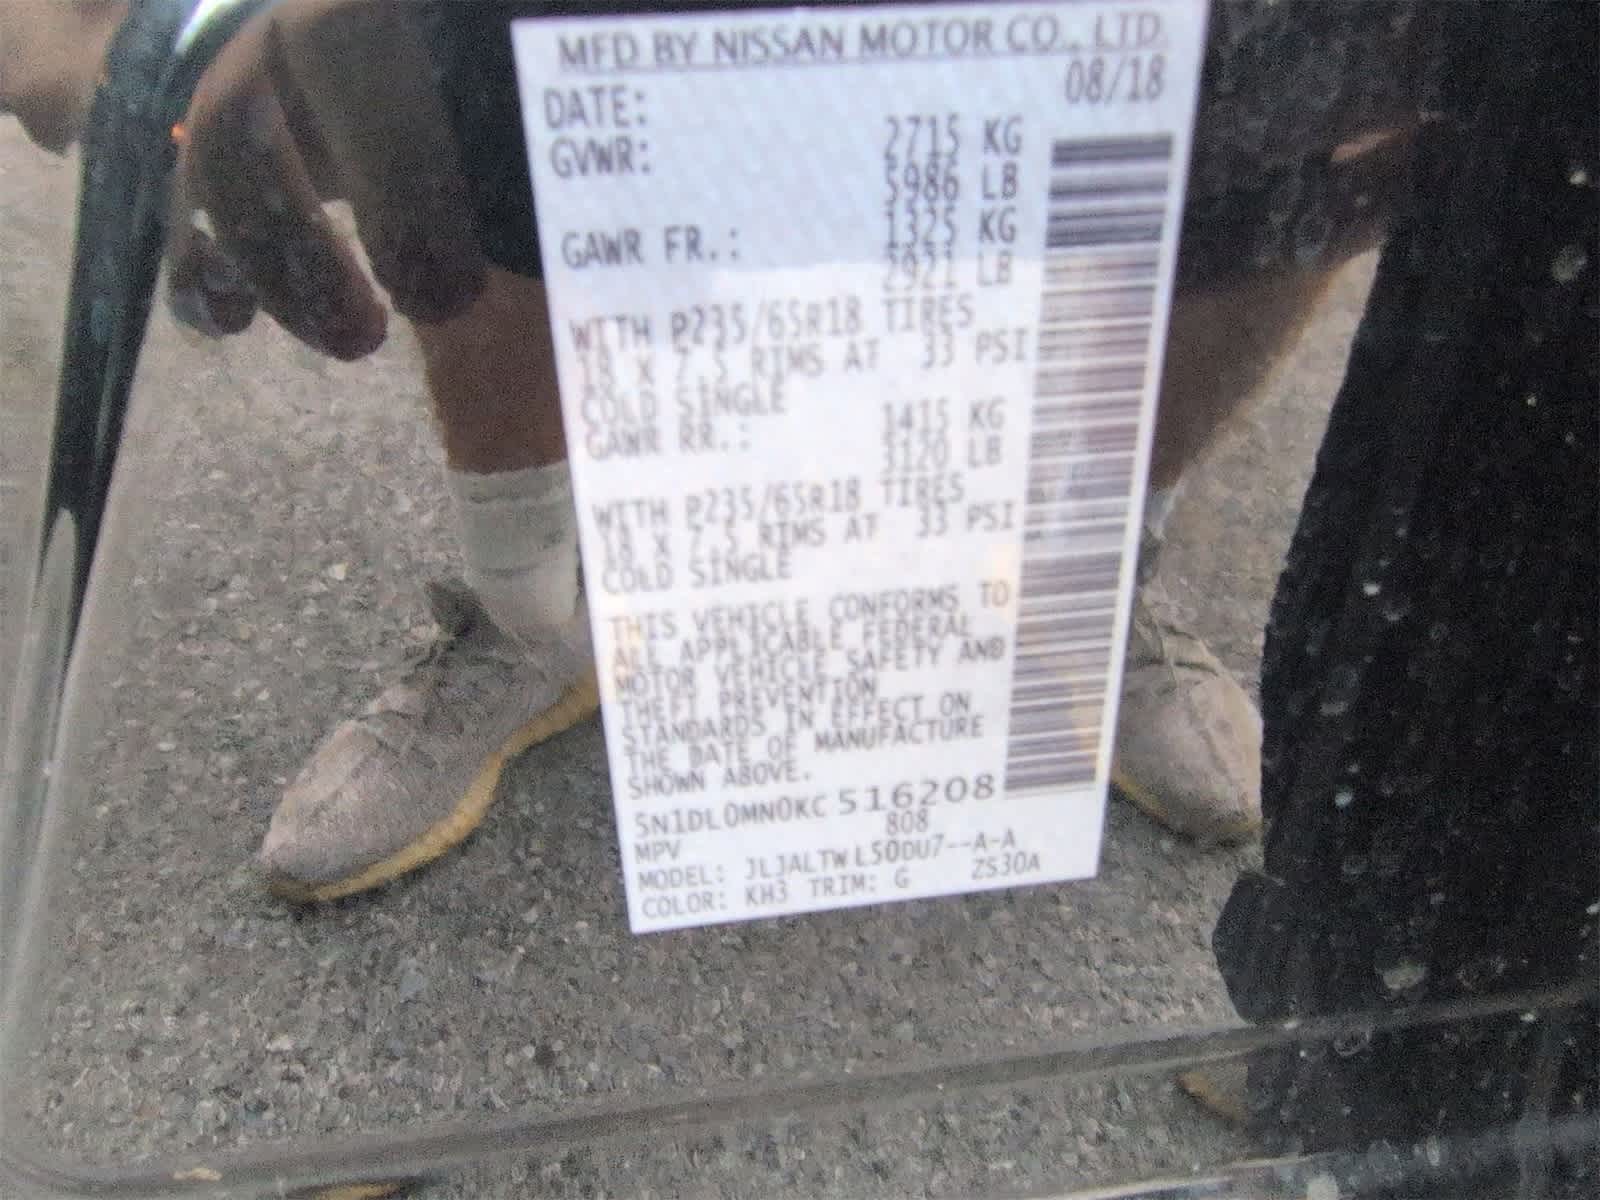 MFD BY NISSAN MOTOR CO., LTD.
DATE: 08/18
GVWR: 2715 KG
5986 LB
GAWR FR.: 1325 KG
2921 LB
WITH P235/65R18 TIRES
18 X 7.5 RIMS AT 33 PSI
COLD SINGLE
GAWR RR.: 1415 KG
3120 LB
WITH P235/65R18 TIRES
18 X 7.5 RIMS AT 33 PSI
COLD SINGLE
THIS VEHICLE CONFORMS TO
ALL APPLICABLE FEDERAL
MOTOR VEHICLE SAFETY AND
THEFT PREVENTION
STANDARDS IN EFFECT ON
THE DATE OF MANUFACTURE
SHOWN ABOVE.
5N1DL0MN0KC516208
MPV 808
MODEL: JLJALTWL50DU7--A-A
COLOR: KH3 TRIM: G ZS30A